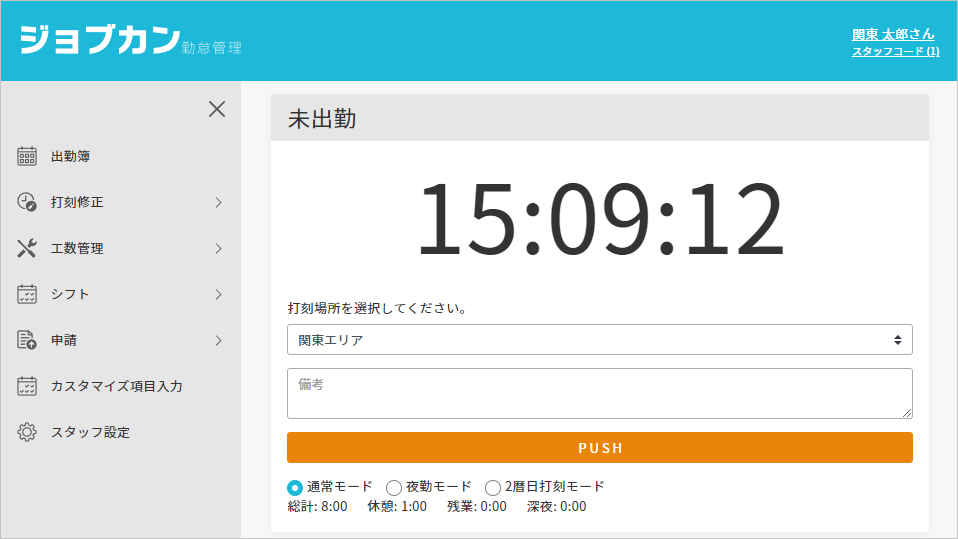 ジョブカン勤怠管理
関東 太郎さん
スタッフコード (1)
出勤簿
打刻修正
工数管理
シフト
申請
カスタマイズ項目入力
スタッフ設定
未出勤
15:09:12
打刻場所を選択してください。
関東エリア
備考
PUSH
通常モード 夜勤モード 2暦日打刻モード
総計: 8:00 休憩: 1:00 残業: 0:00 深夜: 0:00